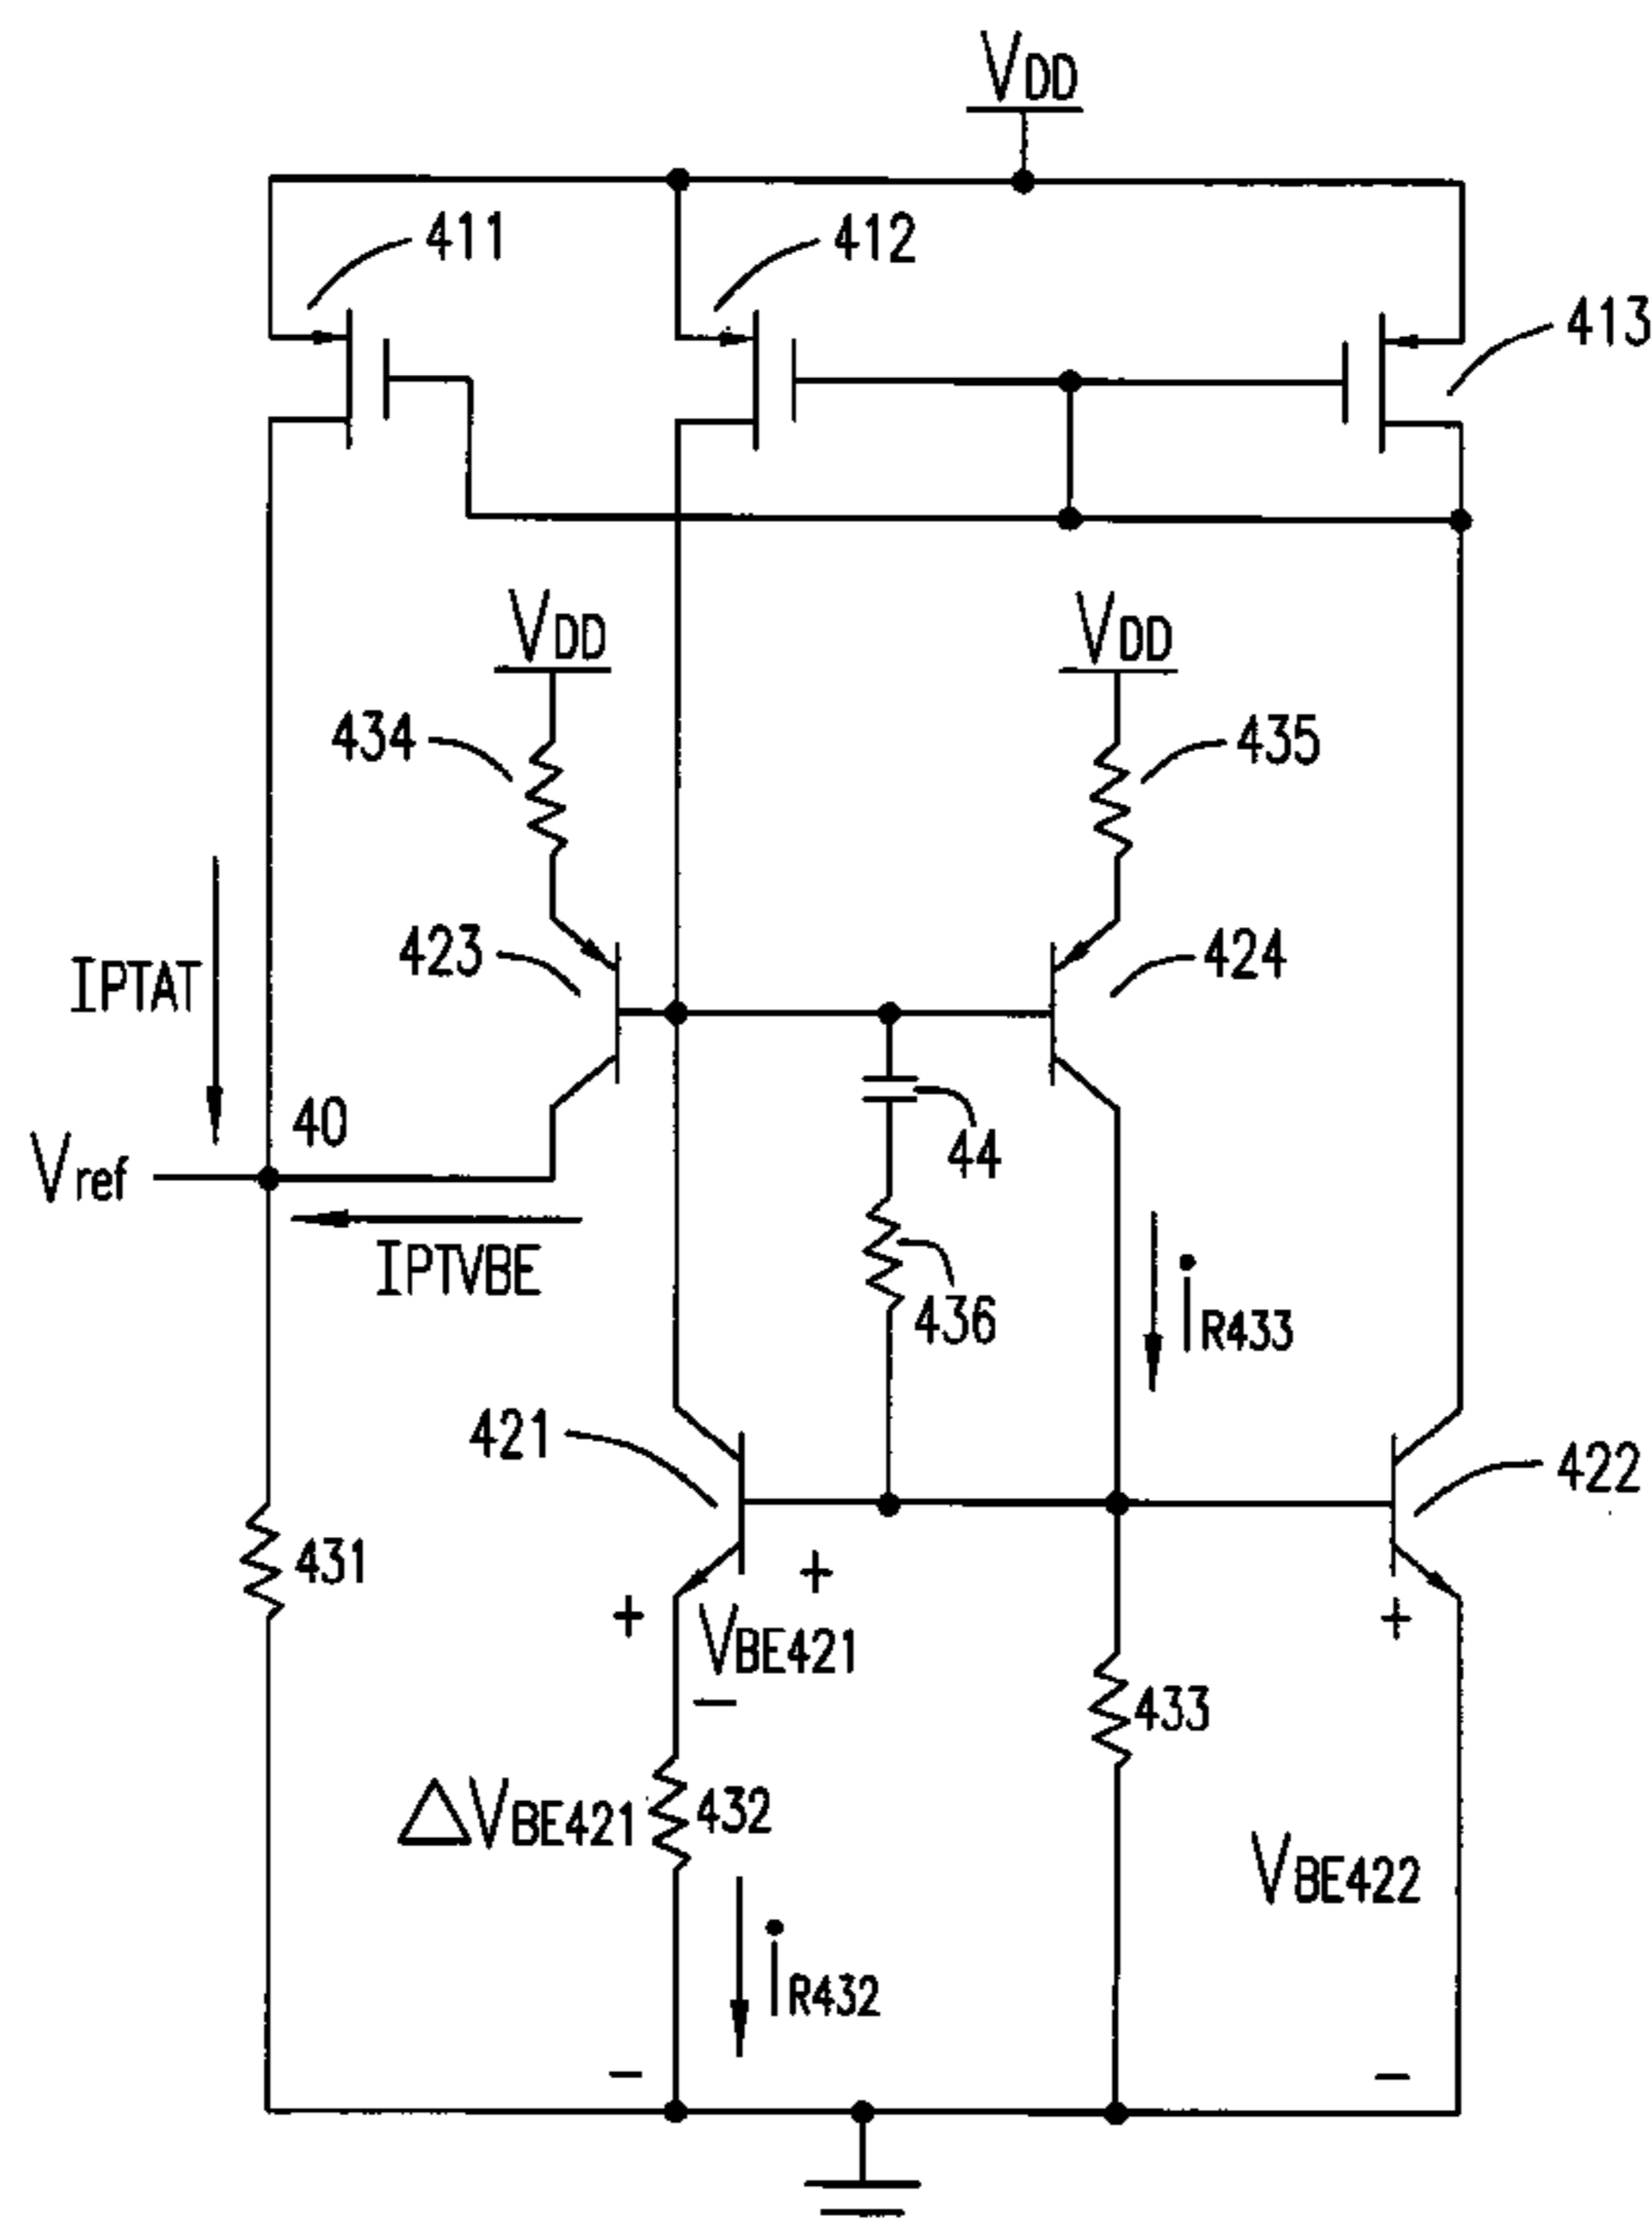 VDD
411
412
413
VDD
VDD
434
435
423
424
IPTAT
40
44
Vref
IPTVBE
436
iR433
421
422
431
+
+
+
VBE421
−
433
△VBE421
432
VBE422
iR432
−
−